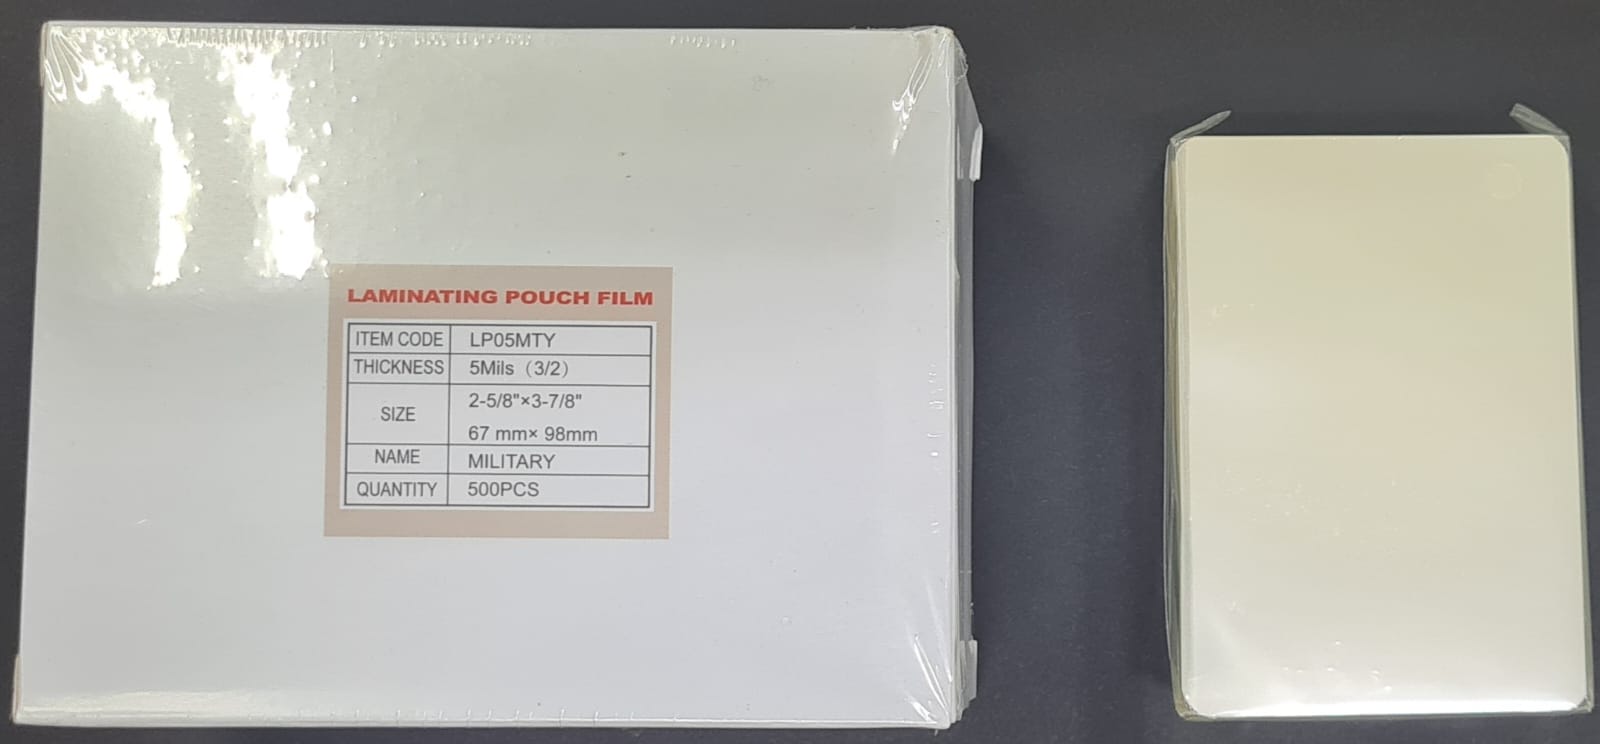 LAMINATING POUCH FILM
ITEM CODE LP05MTY
THICKNESS 5Mils（3/2）
SIZE 2-5/8"×3-7/8"
67 mm× 98mm
NAME MILITARY
QUANTITY 500PCS